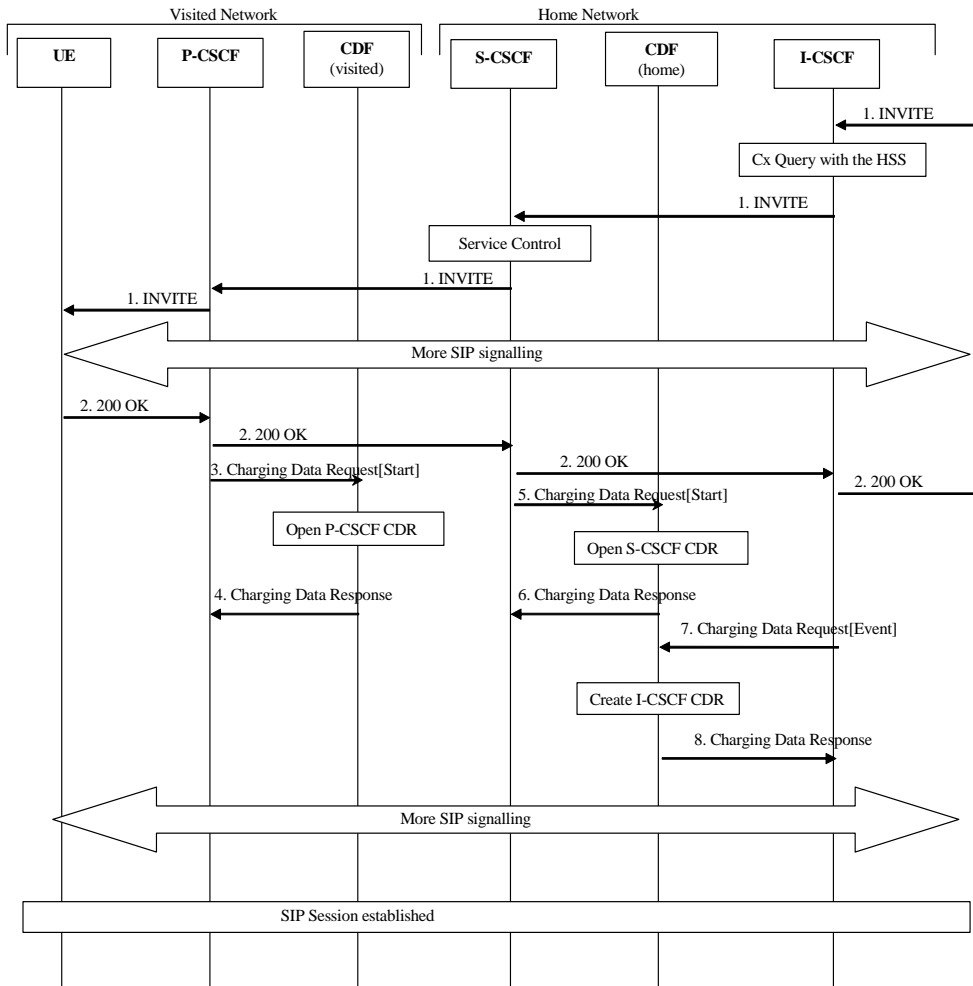 Visited Network
Home Network
UE
P-CSCF
CDF
(visited)
S-CSCF
CDF
(home)
I-CSCF
1. INVITE
Cx Query with the HSS
1. INVITE
Service Control
1. INVITE
1. INVITE
More SIP signalling
2. 200 OK
2. 200 OK
2. 200 OK
3. Charging Data Request[Start]
2. 200 OK
5. Charging Data Request[Start]
Open P-CSCF CDR
Open S-CSCF CDR
4. Charging Data Response
6. Charging Data Response
7. Charging Data Request[Event]
Create I-CSCF CDR
8. Charging Data Response
More SIP signalling
SIP Session established